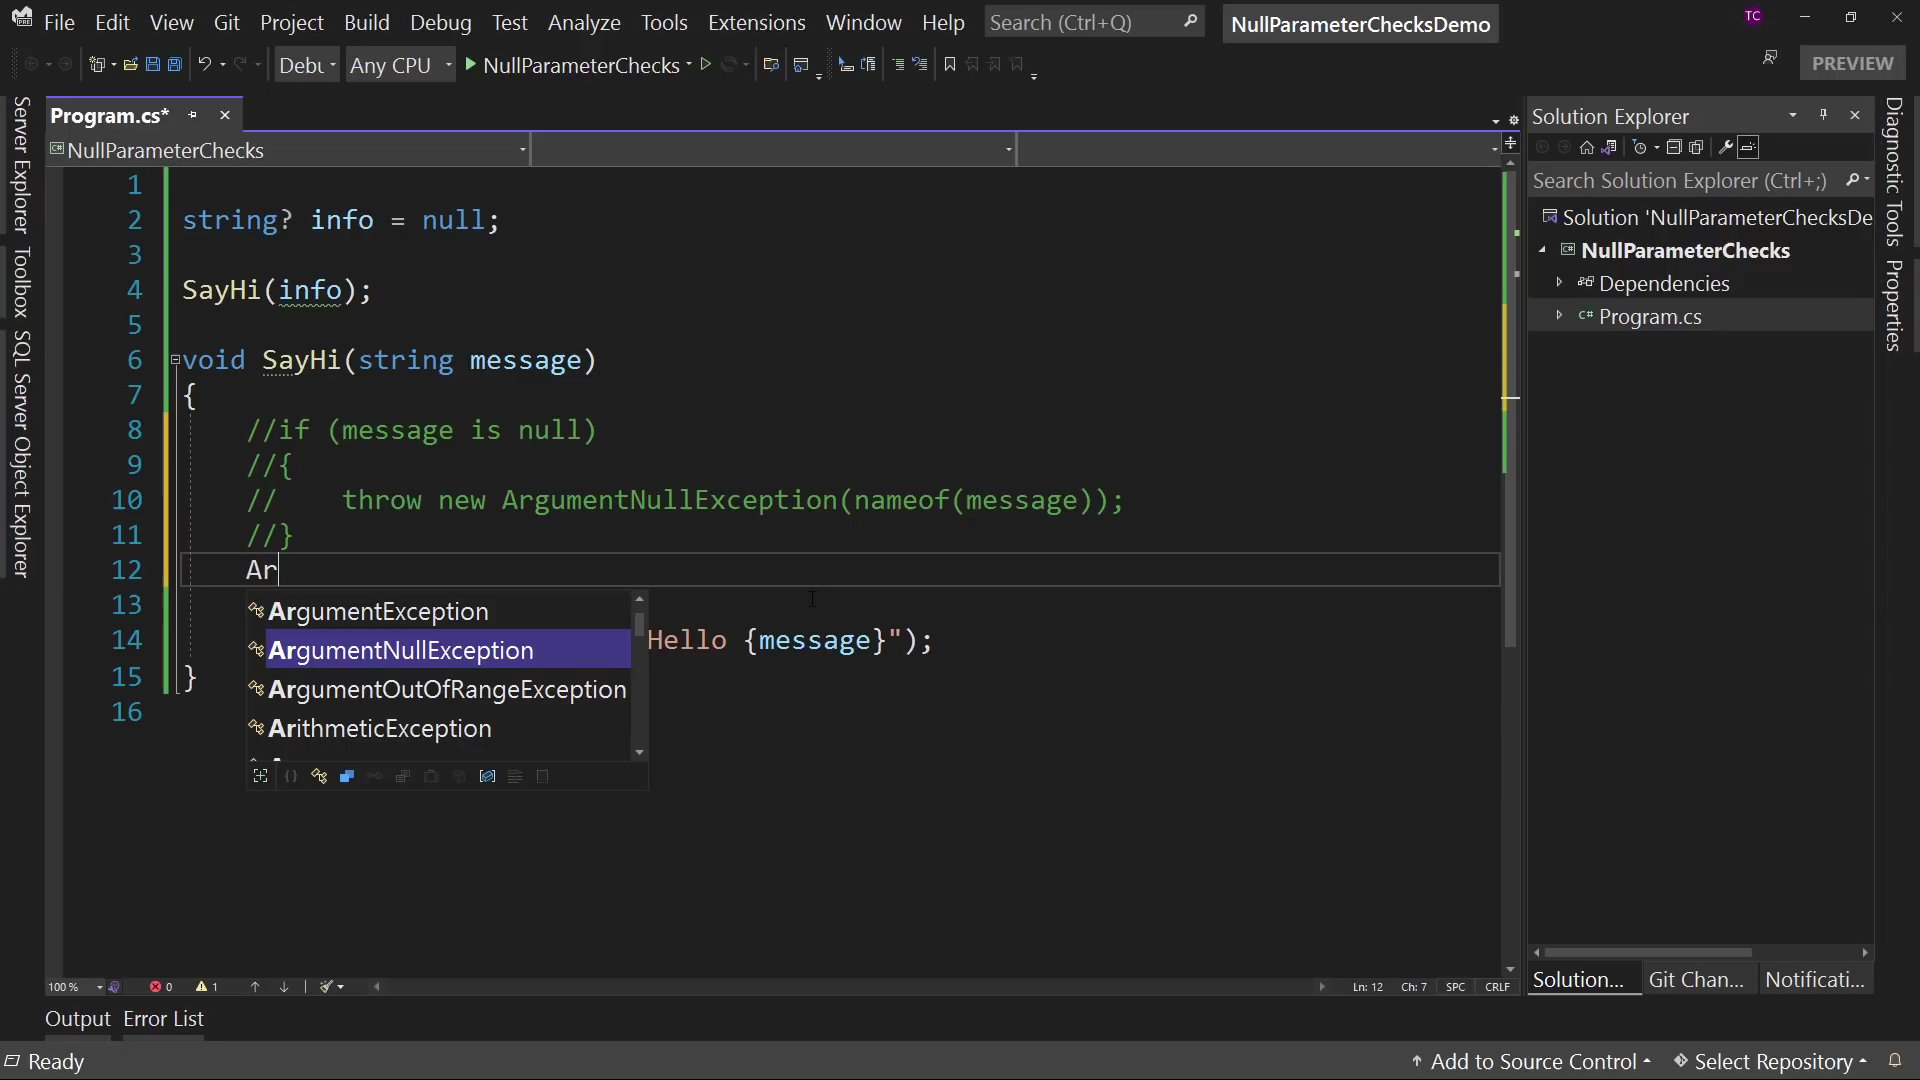 File Edit View Git Project Build Debug Test Analyze Tools Extensions Window Help Search (Ctrl+Q) NullParameterChecksDemo TC
Debu Any CPU NullParameterChecks PREVIEW
Program.cs*
NullParameterChecks
1
2 string? info = null;
3
4 SayHi(info);
5
6 void SayHi(string message)
7 {
8 //if (message is null)
9 //{
10 //    throw new ArgumentNullException(nameof(message));
11 //}
12 Ar
13
14 Hello {message}");
15 }
16
ArgumentException
ArgumentNullException
ArgumentOutOfRangeException
ArithmeticException
Server Explorer
Toolbox
SQL Server Object Explorer
Solution Explorer
Search Solution Explorer (Ctrl+;)
Solution 'NullParameterChecksDe
NullParameterChecks
Dependencies
C# Program.cs
Solution... Git Chan... Notificati...
Diagnostic Tools
Properties
100 % 0 1 Ln: 12 Ch: 7 SPC CRLF
Output Error List
Ready Add to Source Control Select Repository